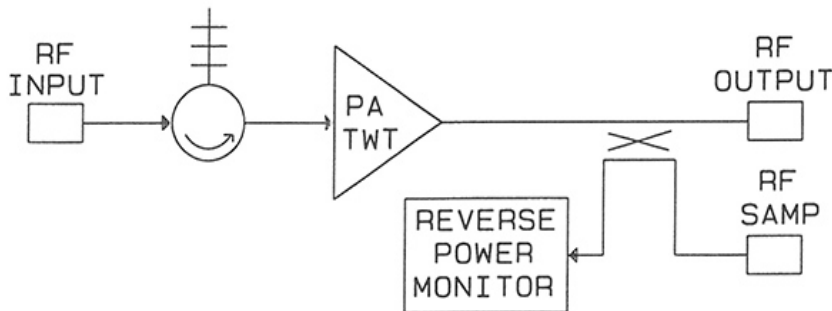 RF
INPUT
PA
TWT
RF
OUTPUT
RF
SAMP
REVERSE
POWER
MONITOR